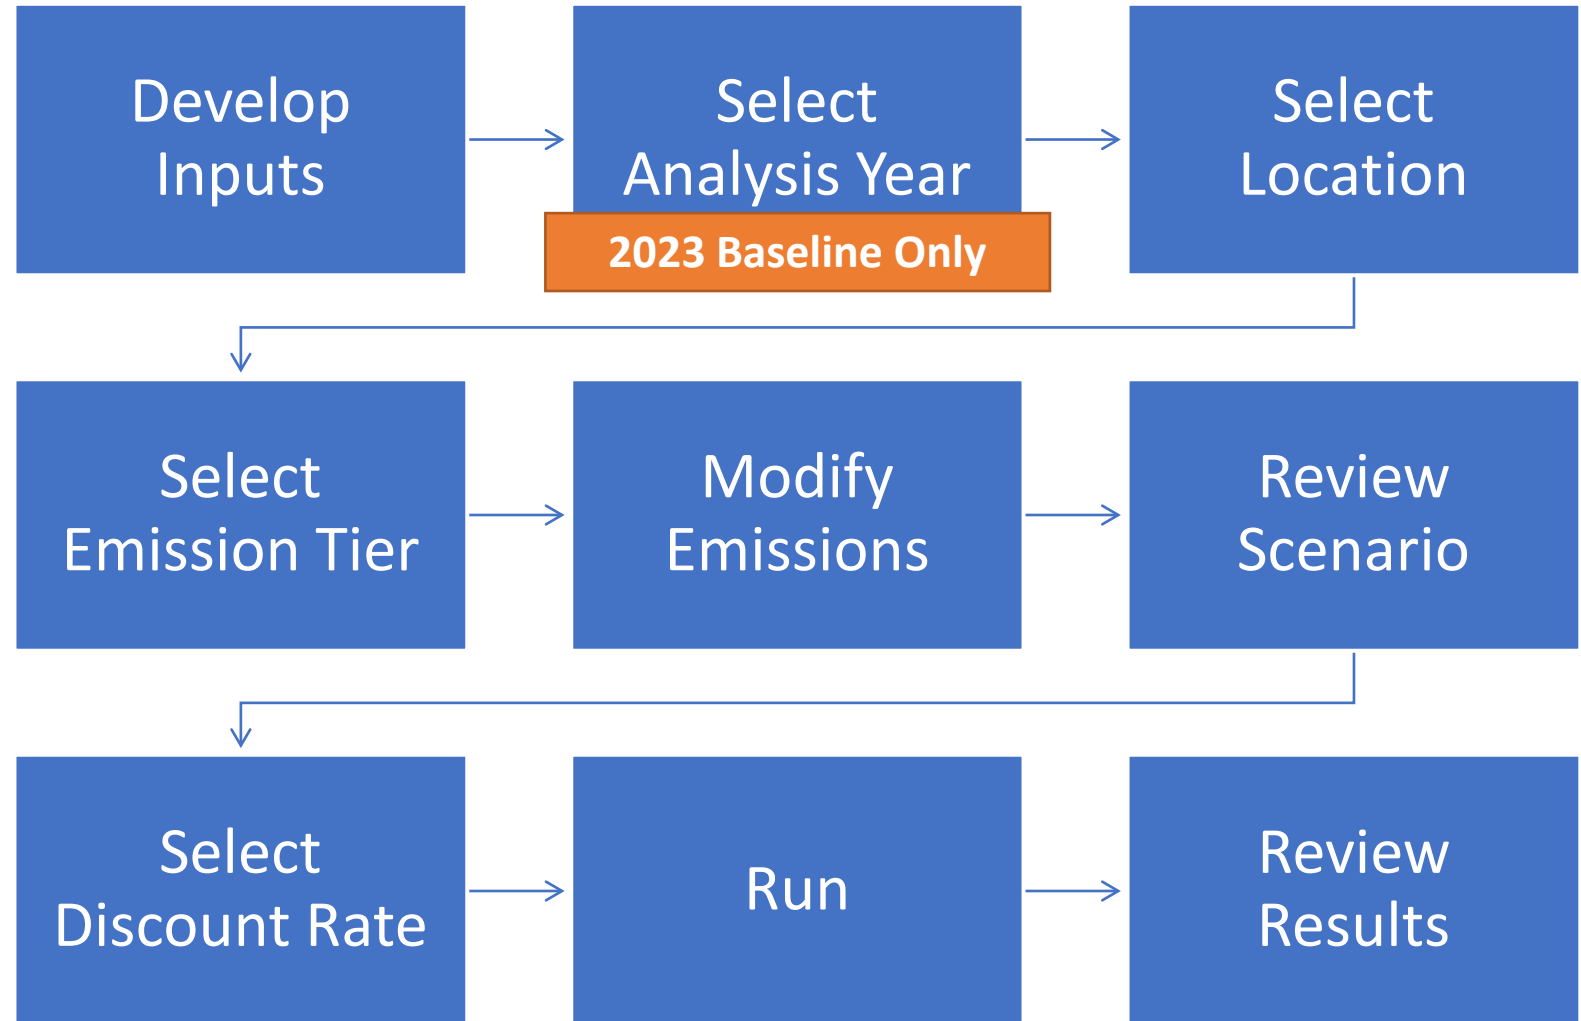 Develop
Inputs
Select
Analysis Year
2023 Baseline Only
Select
Location
Select
Emission Tier
Modify
Emissions
Review
Scenario
Select
Discount Rate
Run
Review
Results